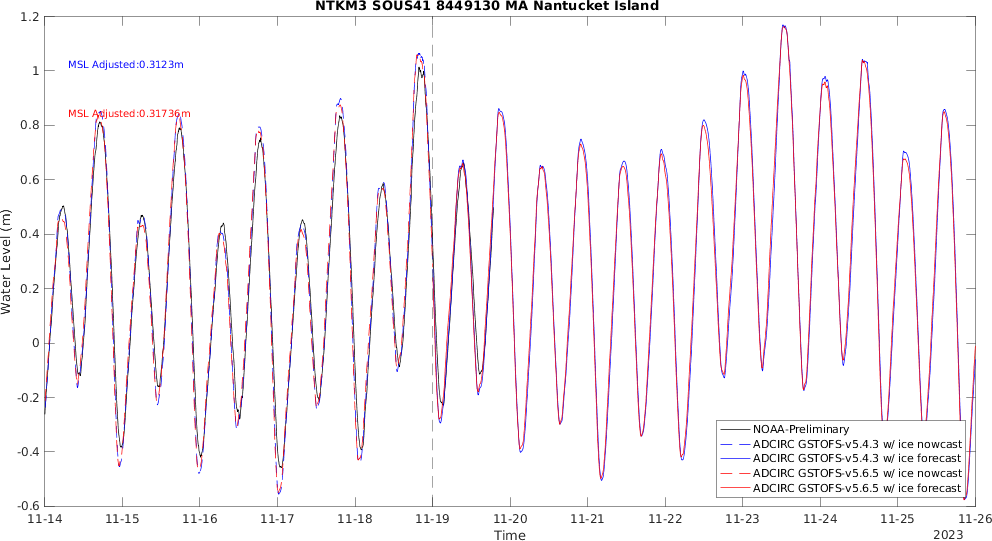 NTKM3 SOUS41 8449130 MA Nantucket Island
1.2
1
0.8
0.6
0.4
0.2
0
-0.2
-0.4
-0.6
Water Level (m)
MSL Adjusted:0.3123m
MSL Adjusted:0.31736m
NOAA-Preliminary
ADCIRC GSTOFS-v5.4.3 w/ ice nowcast
ADCIRC GSTOFS-v5.4.3 w/ ice forecast
ADCIRC GSTOFS-v5.6.5 w/ ice nowcast
ADCIRC GSTOFS-v5.6.5 w/ ice forecast
11-14 11-15 11-16 11-17 11-18 11-19 11-20 11-21 11-22 11-23 11-24 11-25 11-26
Time
2023